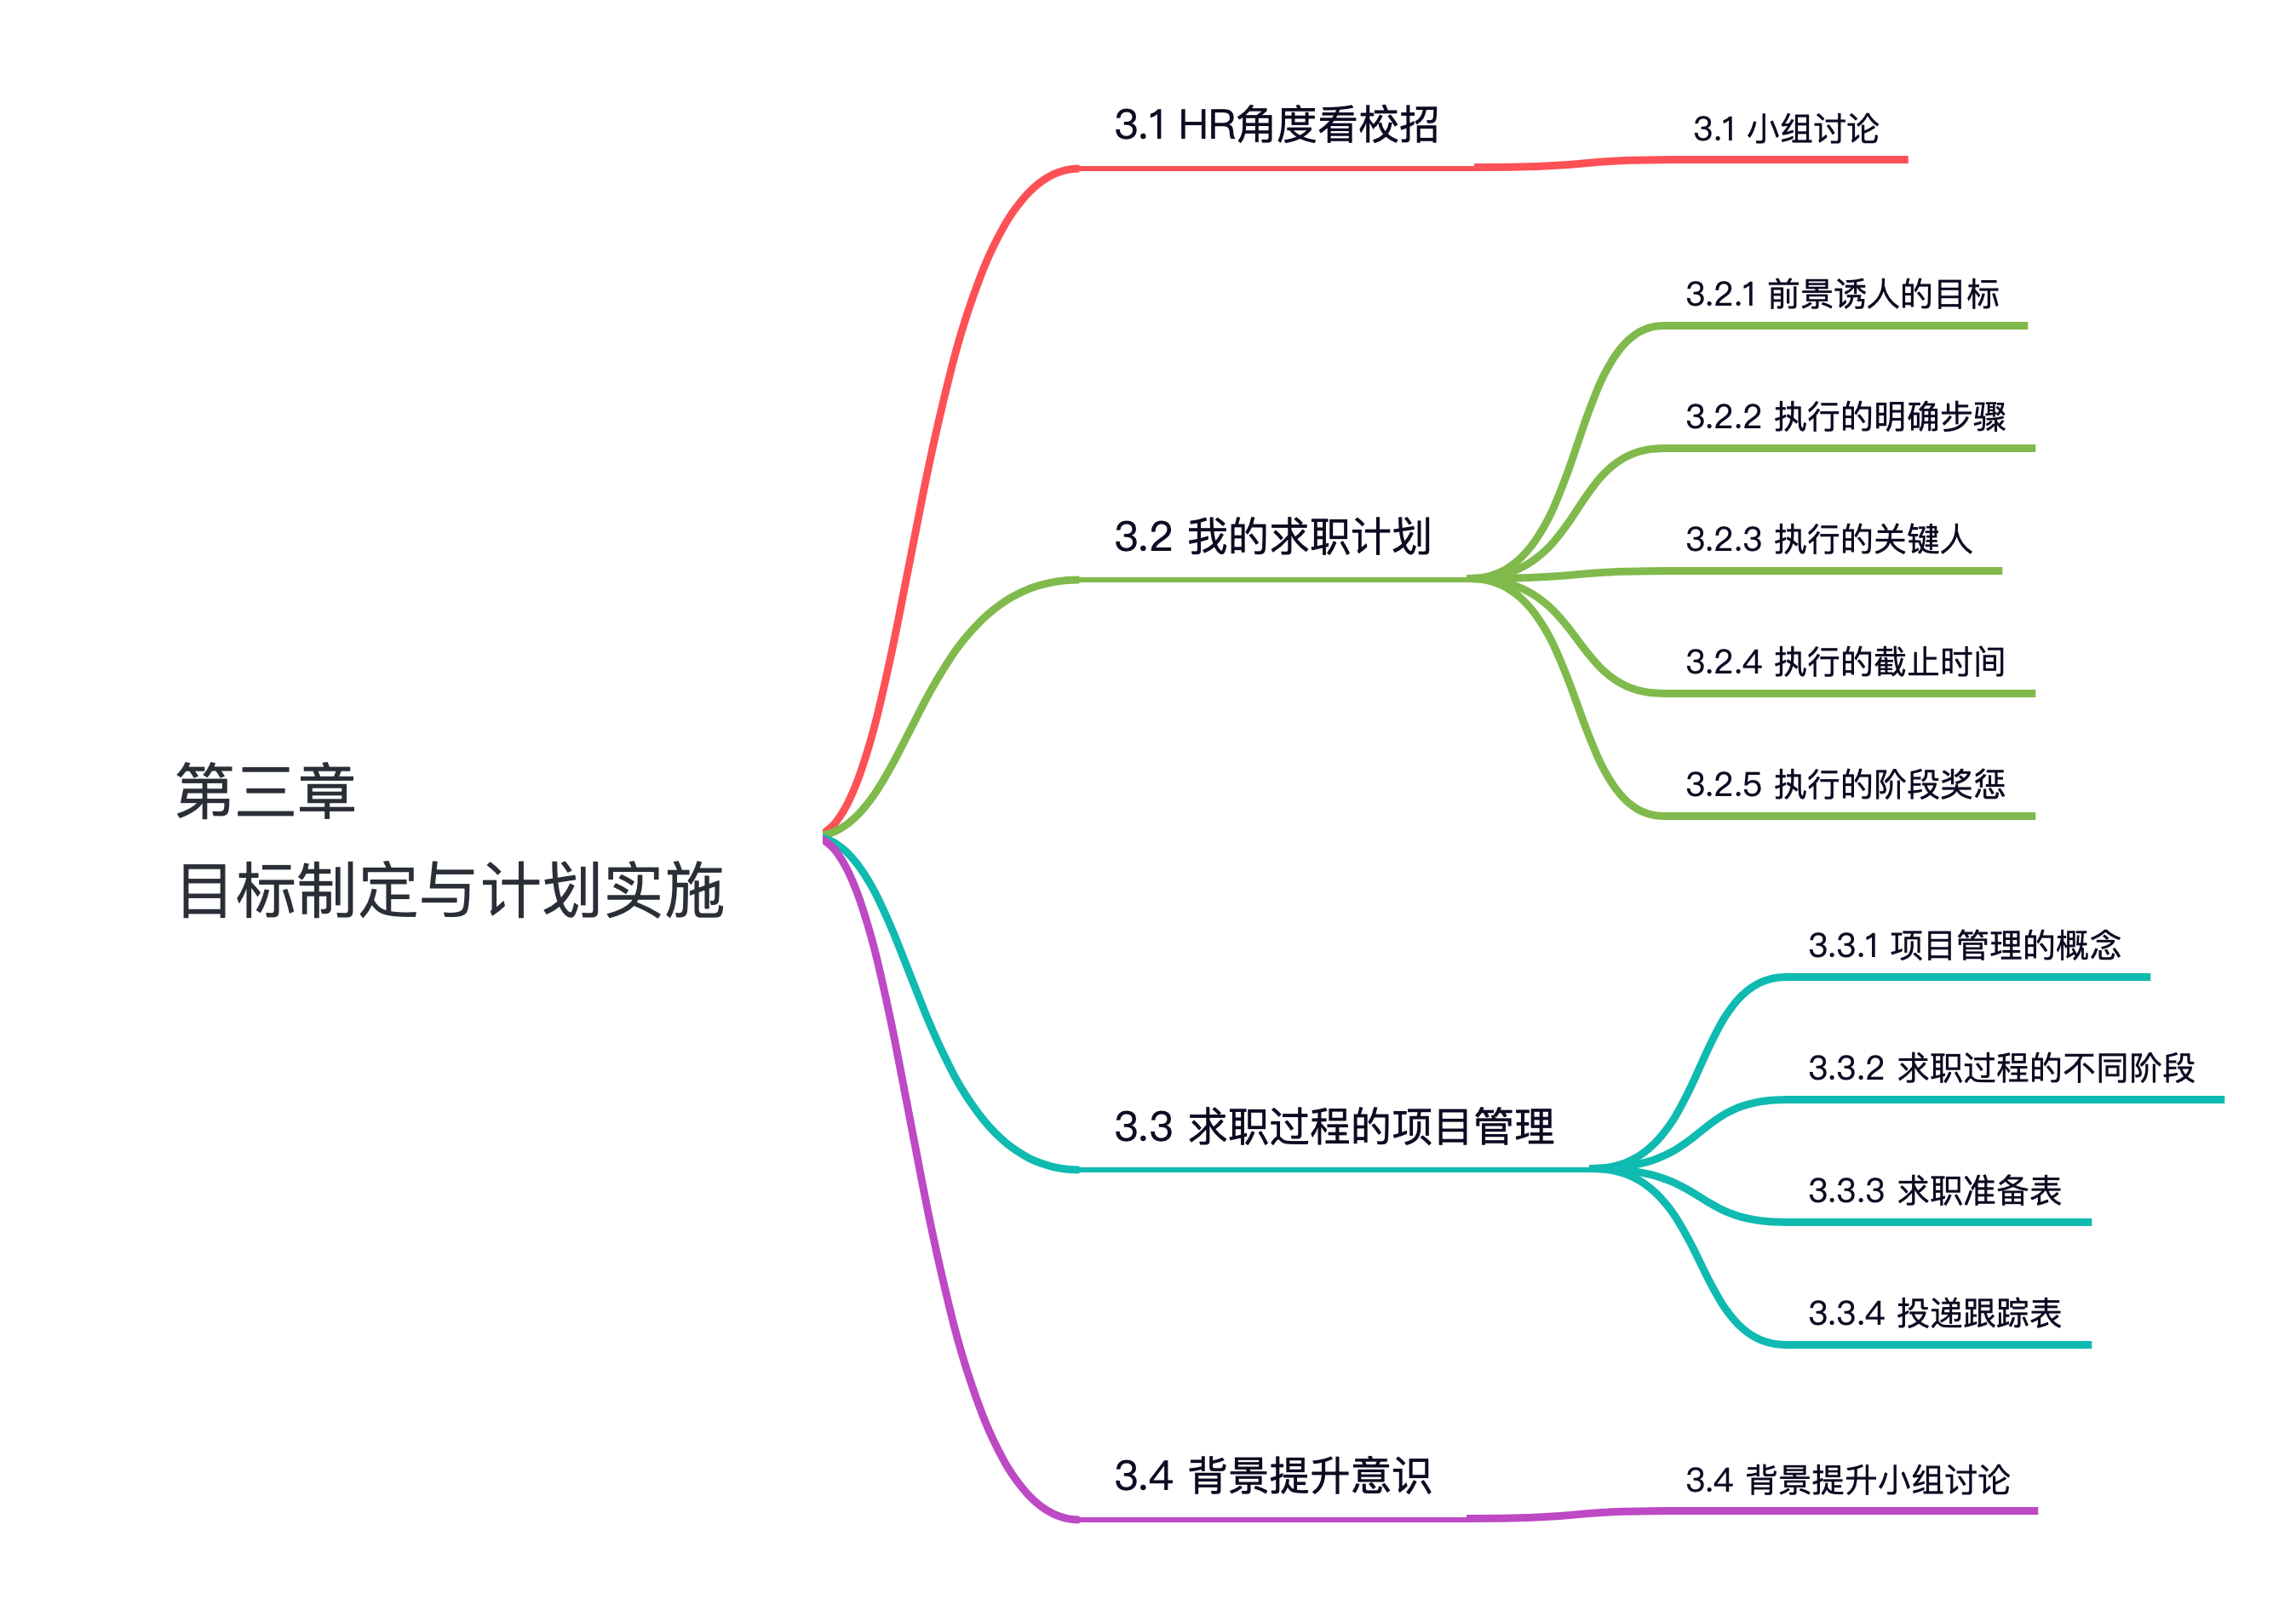 第三章
目标制定与计划实施
3.1 HR角度看校招
3.1 小组讨论
3.2 我的求职计划
3.2.1 前景诱人的目标
3.2.2 执行的明确步骤
3.2.3 执行的关键人
3.2.4 执行的截止时间
3.2.5 执行的阶段奖惩
3.3 求职过程的项目管理
3.3.1 项目管理的概念
3.3.2 求职过程的不同阶段
3.3.3 求职准备表
3.3.4 投递跟踪表
3.4 背景提升意识
3.4 背景提升小组讨论